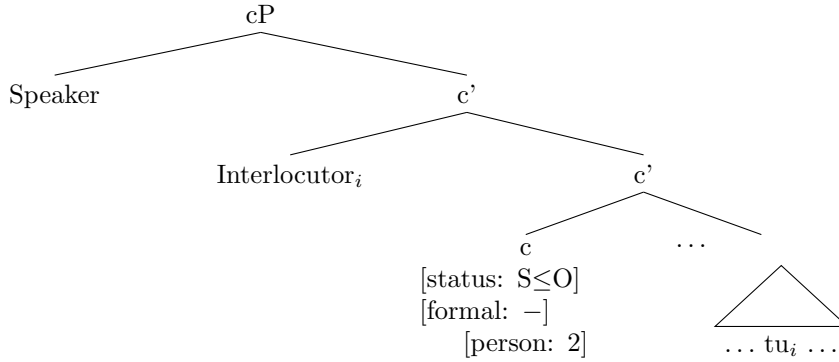 cP
Speaker
c’
Interlocutor_i
c’
c
…
[status: S≤O]
[formal: −]
[person: 2]
… tu_i …